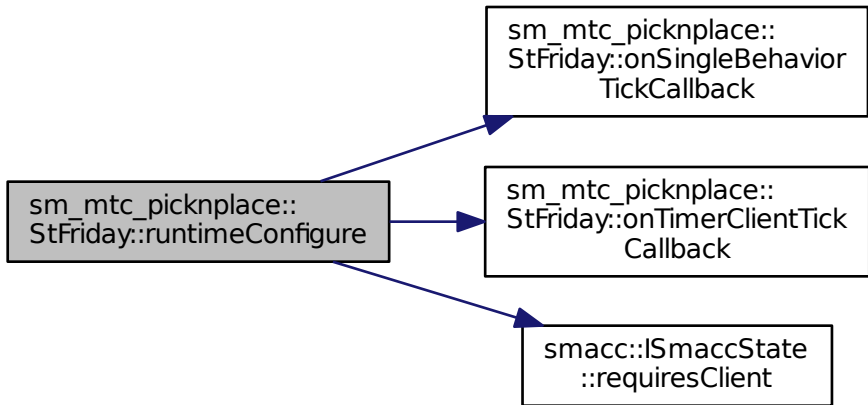 sm_mtc_picknplace::
StFriday::onSingleBehavior
TickCallback
sm_mtc_picknplace::
StFriday::runtimeConfigure
sm_mtc_picknplace::
StFriday::onTimerClientTick
Callback
smacc::ISmaccState
::requiresClient